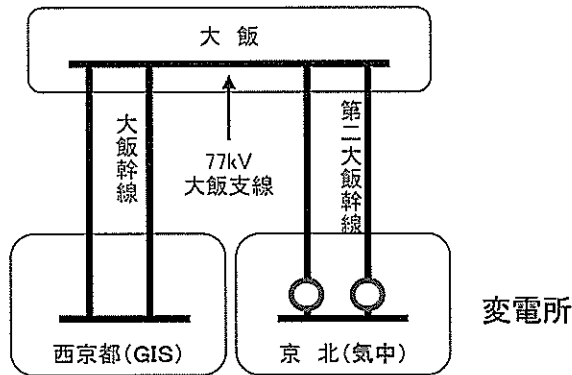 大 飯
大飯幹線
77kV
大飯支線
第二大飯幹線
西京都(GIS)
京 北(気中)
変電所